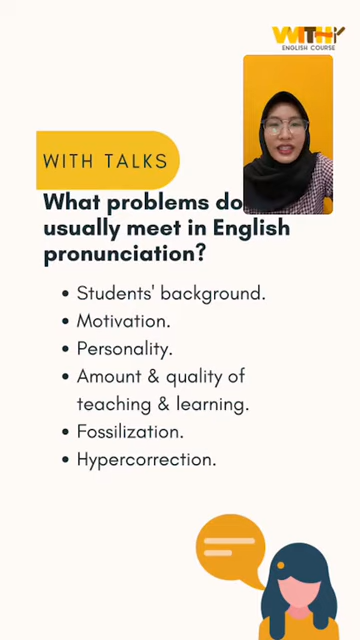 WITH
ENGLISH COURSE
WITH TALKS
What problems do
usually meet in English
pronunciation?
• Students' background.
• Motivation.
• Personality.
• Amount & quality of
teaching & learning.
• Fossilization.
• Hypercorrection.